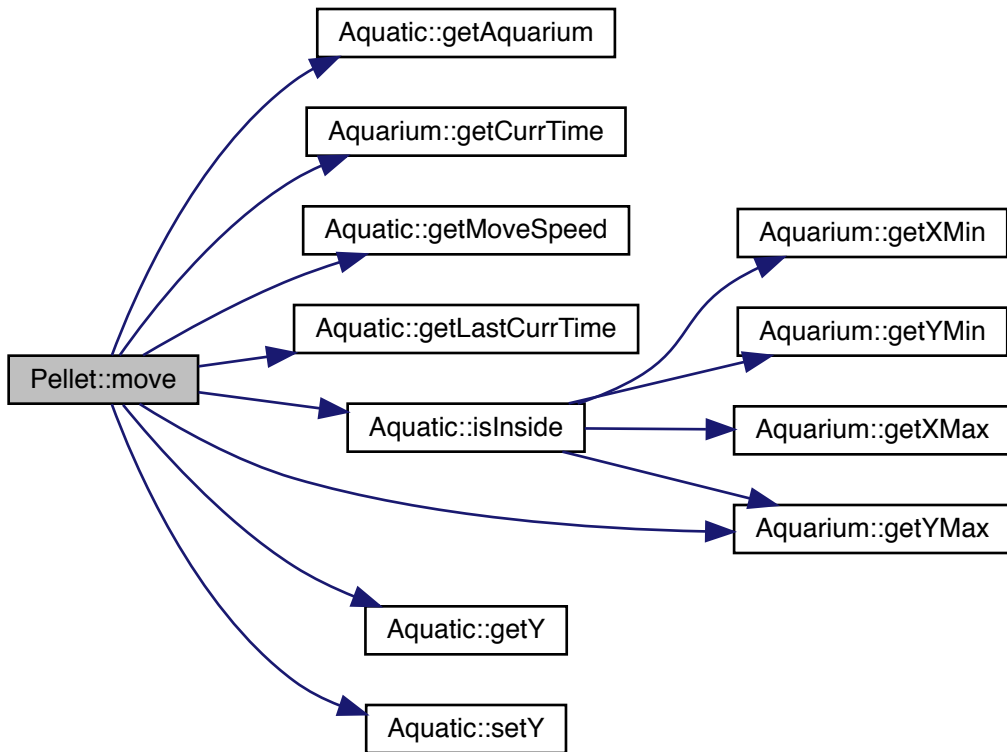 Aquatic::getAquarium
Aquarium::getCurrTime
Aquatic::getMoveSpeed
Aquarium::getXMin
Aquatic::getLastCurrTime
Aquarium::getYMin
Pellet::move
Aquatic::isInside
Aquarium::getXMax
Aquarium::getYMax
Aquatic::getY
Aquatic::setY